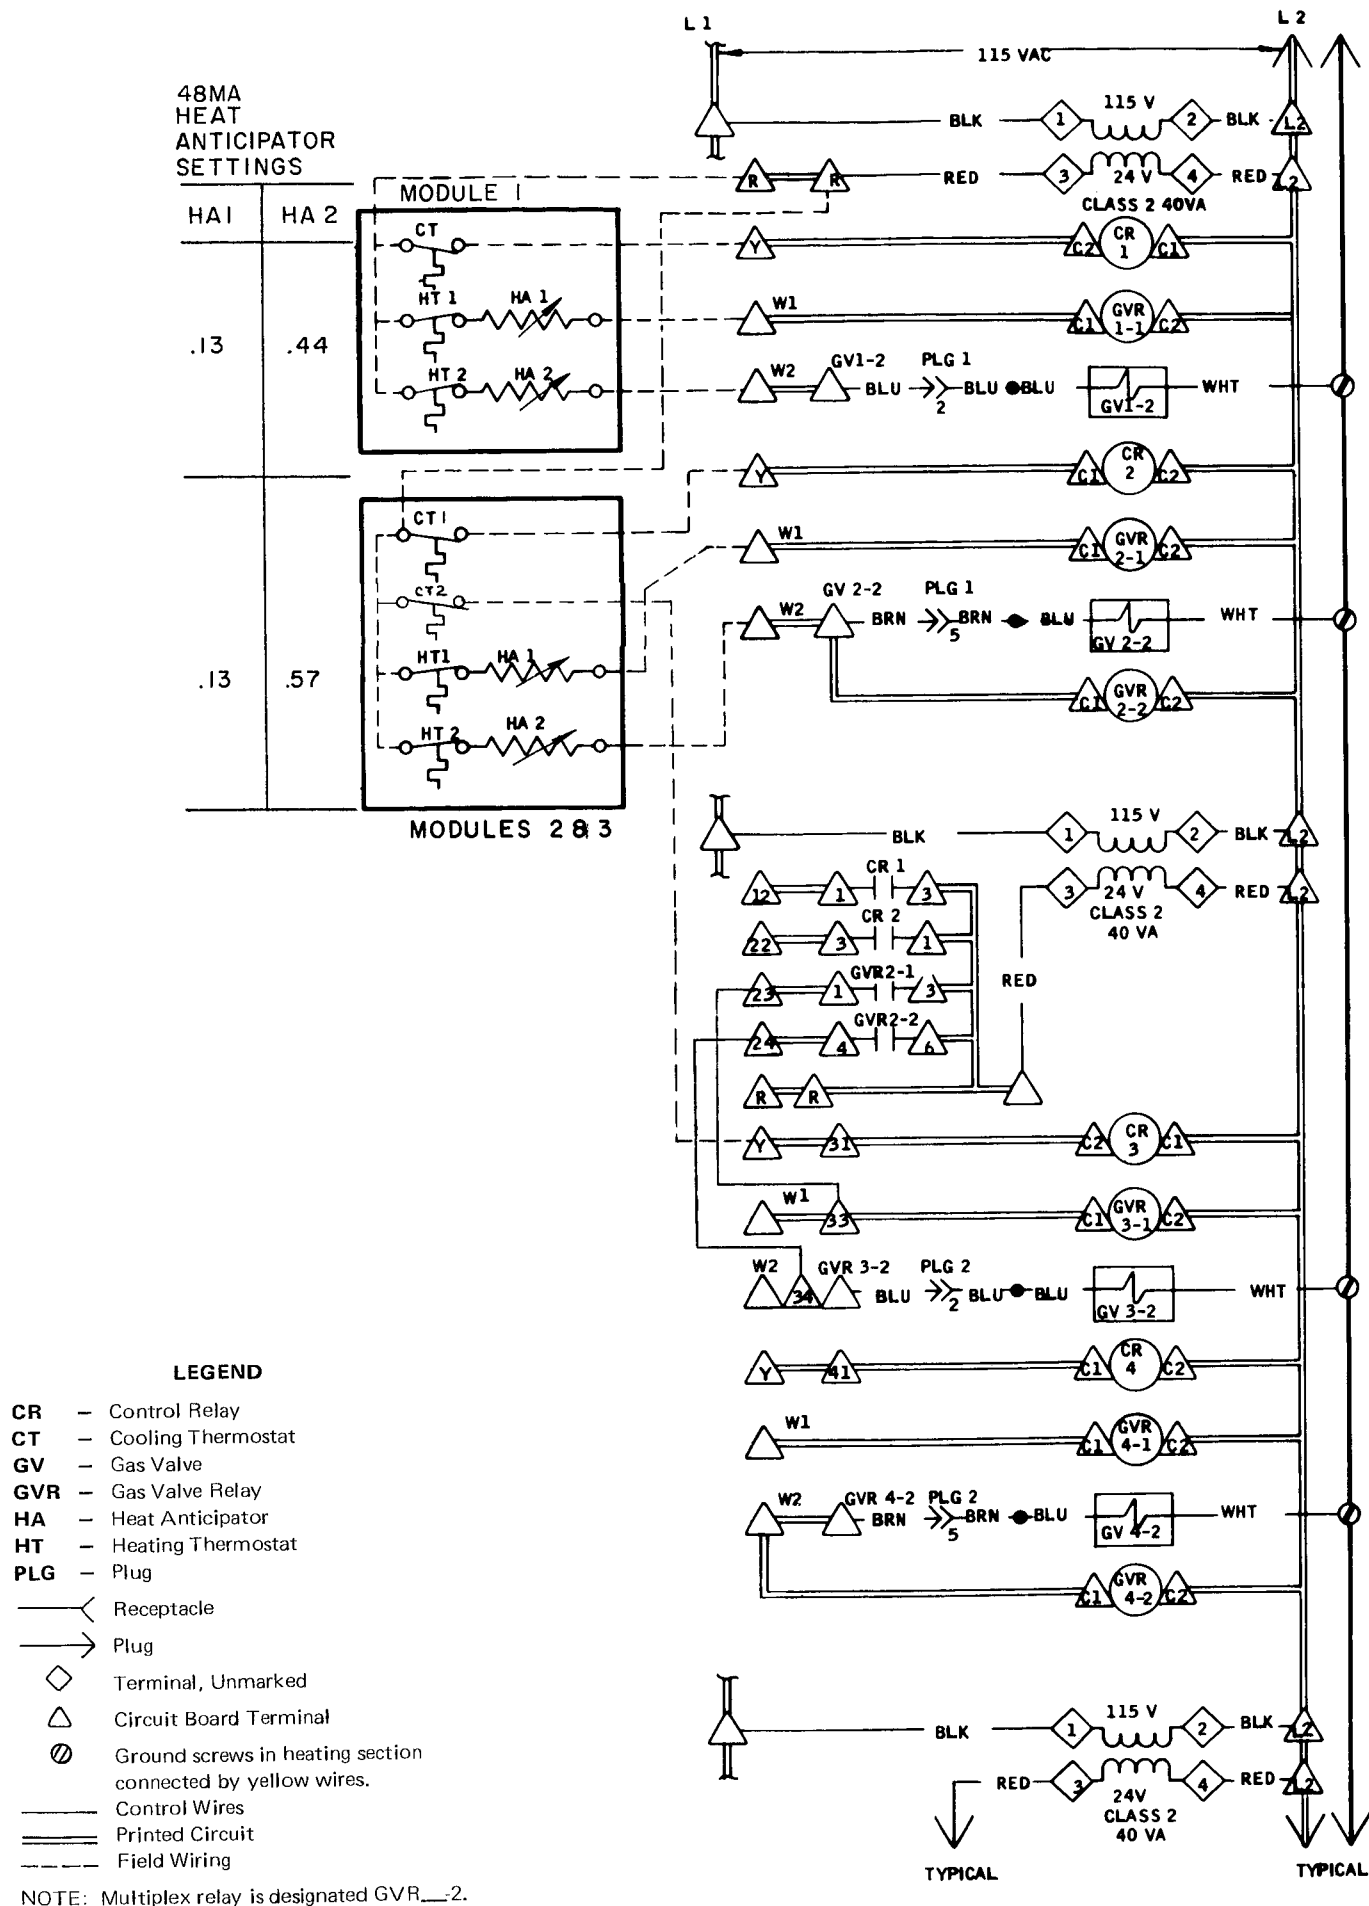 L 1
L 2
115 VAC
48MA
HEAT
ANTICIPATOR
SETTINGS
HA1 HA 2
.13 .44
.13 .57
MODULE 1
CT
HT 1 HA 1
HT 2 HA 2
CT 1
CT2
HT1 HA 1
HT 2 HA 2
MODULES 2&3
BLK 1 115 V 2 BLK L2
R R RED 3 24 V 4 RED L2
CLASS 2 40VA
Y C2 CR 1 C1
W1 C1 GVR 1-1 C2
W2 GV1-2 BLU PLG 1 2 BLU BLU GV1-2 WHT
Y C1 CR 2 C2
W1 C1 GVR 2-1 C2
W2 GV 2-2 BRN PLG 1 5 BRN BLU GV 2-2 WHT
C1 GVR 2-2 C2
BLK 1 115 V 2 BLK L2
3 24 V 4 RED L2
CLASS 2
40 VA
12 1 CR 1 3
22 3 CR 2 1
23 1 GVR2-1 3
RED
24 4 GVR2-2 6
R R
Y 31 C2 CR 3 C1
W1 33 C1 GVR 3-1 C2
W2 34 GVR 3-2 BLU PLG 2 2 BLU BLU GV 3-2 WHT
Y 41 C1 CR 4 C2
W1 C1 GVR 4-1 C2
W2 GVR 4-2 BRN PLG 2 5 BRN BLU GV 4-2 WHT
C1 GVR 4-2 C2
BLK 1 115 V 2 BLK L2
RED 3 24V 4 RED L2
CLASS 2
40 VA
TYPICAL TYPICAL
LEGEND
CR – Control Relay
CT – Cooling Thermostat
GV – Gas Valve
GVR – Gas Valve Relay
HA – Heat Anticipator
HT – Heating Thermostat
PLG – Plug
Receptacle
Plug
Terminal, Unmarked
Circuit Board Terminal
Ground screws in heating section
connected by yellow wires.
Control Wires
Printed Circuit
Field Wiring
NOTE: Multiplex relay is designated GVR__-2.